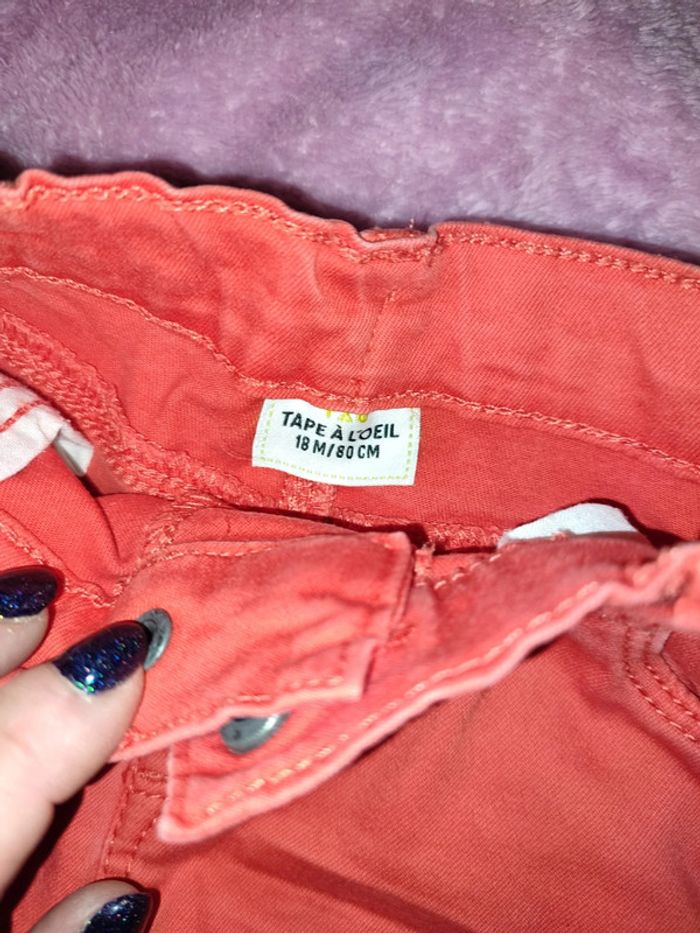 TAPE À L'OEIL
18 M/80 CM